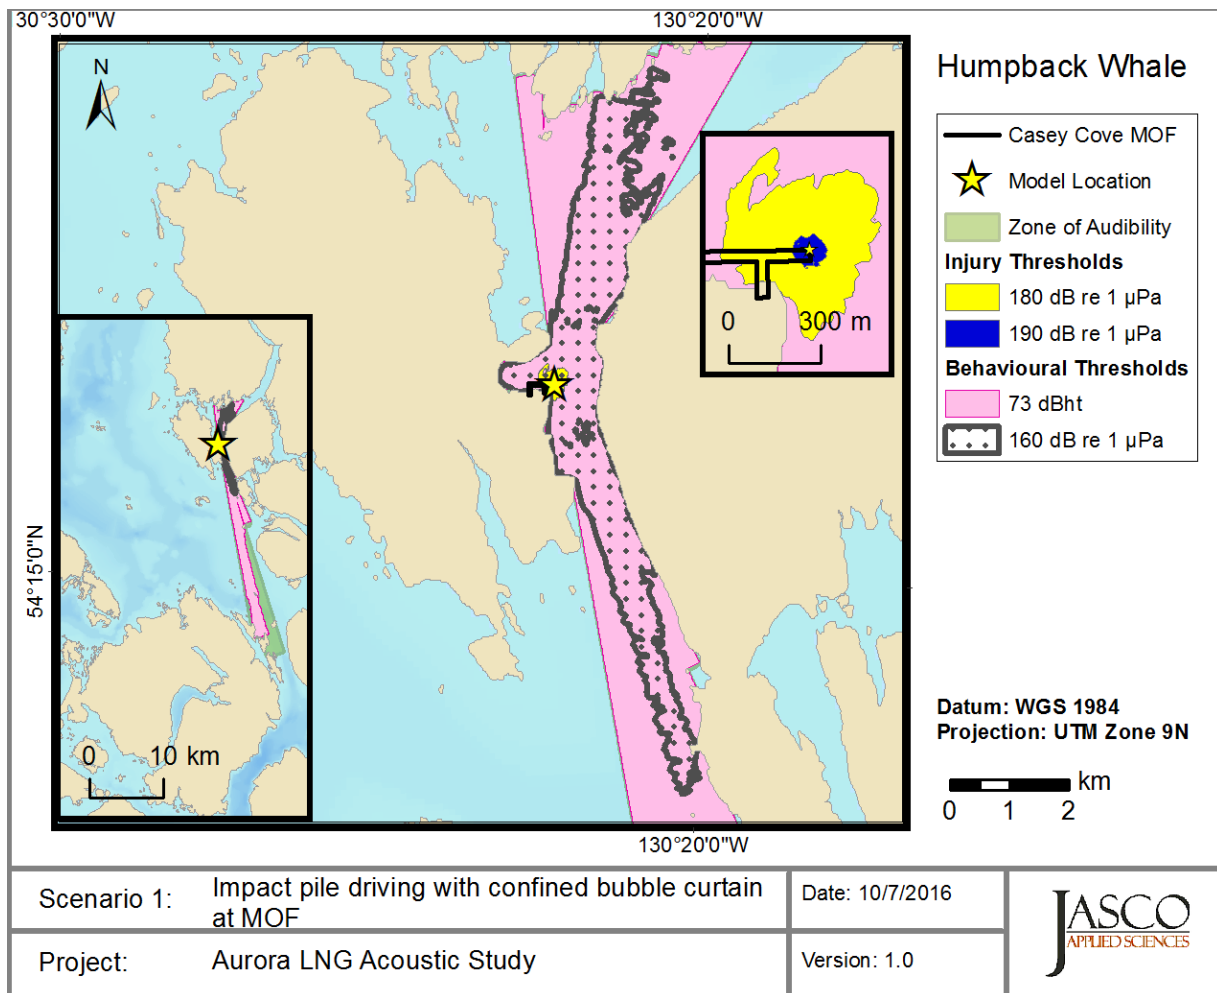 30°30'0"W
130°20'0"W
N
54°15'0"N
0 10 km
0 300 m
130°20'0"W
Humpback Whale
Casey Cove MOF
Model Location
Zone of Audibility
Injury Thresholds
180 dB re 1 µPa
190 dB re 1 µPa
Behavioural Thresholds
73 dBht
160 dB re 1 µPa
Datum: WGS 1984
Projection: UTM Zone 9N
km
0 1 2
Scenario 1:
Impact pile driving with confined bubble curtain
at MOF
Date: 10/7/2016
Project:
Aurora LNG Acoustic Study
Version: 1.0
JASCO
APPLIED SCIENCES